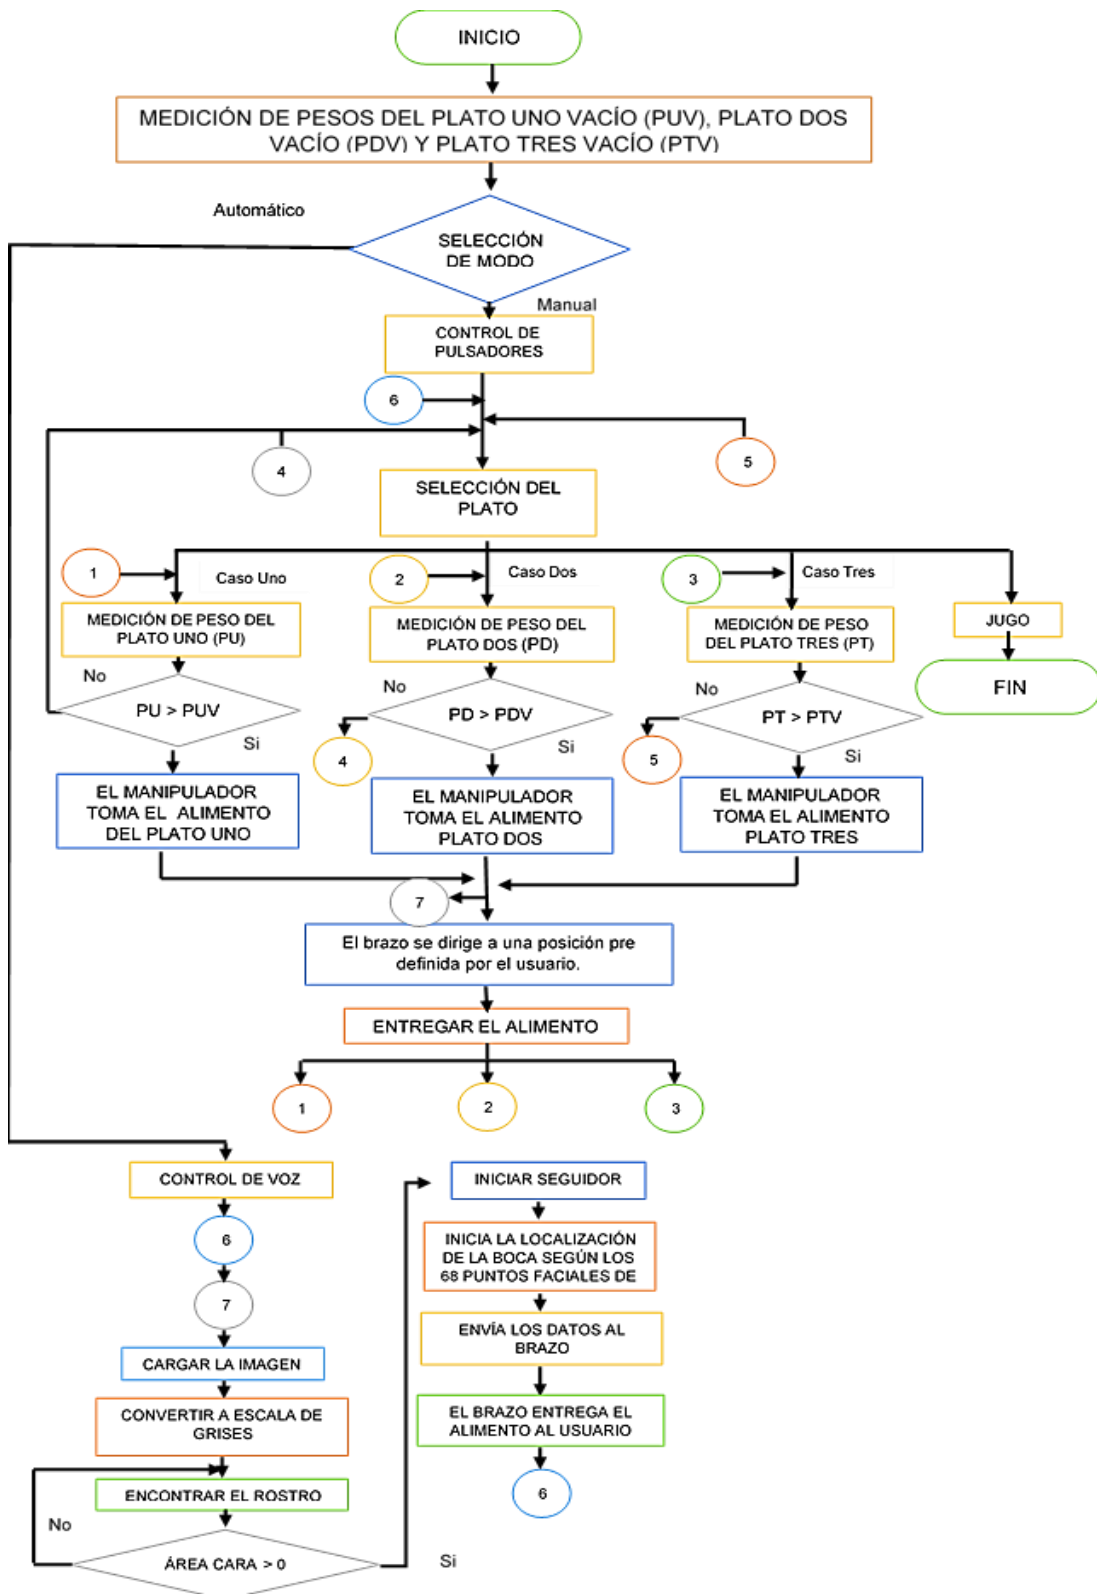 INICIO
MEDICIÓN DE PESOS DEL PLATO UNO VACÍO (PUV), PLATO DOS
VACÍO (PDV) Y PLATO TRES VACÍO (PTV)
Automático
SELECCIÓN
DE MODO
Manual
CONTROL DE
PULSADORES
6
4
5
SELECCIÓN DEL
PLATO
1
Caso Uno
2
Caso Dos
3
Caso Tres
MEDICIÓN DE PESO DEL
PLATO UNO (PU)
MEDICIÓN DE PESO DEL
PLATO DOS (PD)
MEDICIÓN DE PESO
DEL PLATO TRES (PT)
JUGO
FIN
No
PU > PUV
Si
No
PD > PDV
Si
No
PT > PTV
Si
4
5
EL MANIPULADOR
TOMA EL ALIMENTO
DEL PLATO UNO
EL MANIPULADOR
TOMA EL ALIMENTO
PLATO DOS
EL MANIPULADOR
TOMA EL ALIMENTO
PLATO TRES
7
El brazo se dirige a una posición pre
definida por el usuario.
ENTREGAR EL ALIMENTO
1
2
3
CONTROL DE VOZ
6
7
CARGAR LA IMAGEN
CONVERTIR A ESCALA DE
GRISES
ENCONTRAR EL ROSTRO
No
ÁREA CARA > 0
Si
INICIAR SEGUIDOR
INICIA LA LOCALIZACIÓN
DE LA BOCA SEGÚN LOS
68 PUNTOS FACIALES DE
ENVÍA LOS DATOS AL
BRAZO
EL BRAZO ENTREGA EL
ALIMENTO AL USUARIO
6